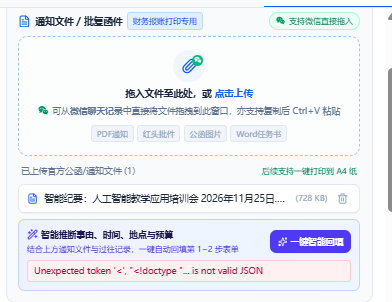 通知文件 / 批复函件 财务报账打印专用 支持微信直接拖入
拖入文件至此处，或 点击上传
可从微信聊天记录中直接将文件拖拽到此窗口，亦支持复制后 Ctrl+V 粘贴
PDF通知 红头批件 公函图片 Word任务书
已上传官方公函/通知文件 (1) 后续支持一键打印到 A4 纸
智能纪要：人工智能教学应用培训会 2026年11月25日.... (728 KB)
智能推断事由、时间、地点与预算
结合上方通知文件与过往记录，一键自动回填第 1~2 步表单
一键智能回填
Unexpected token '<', "<!doctype "... is not valid JSON